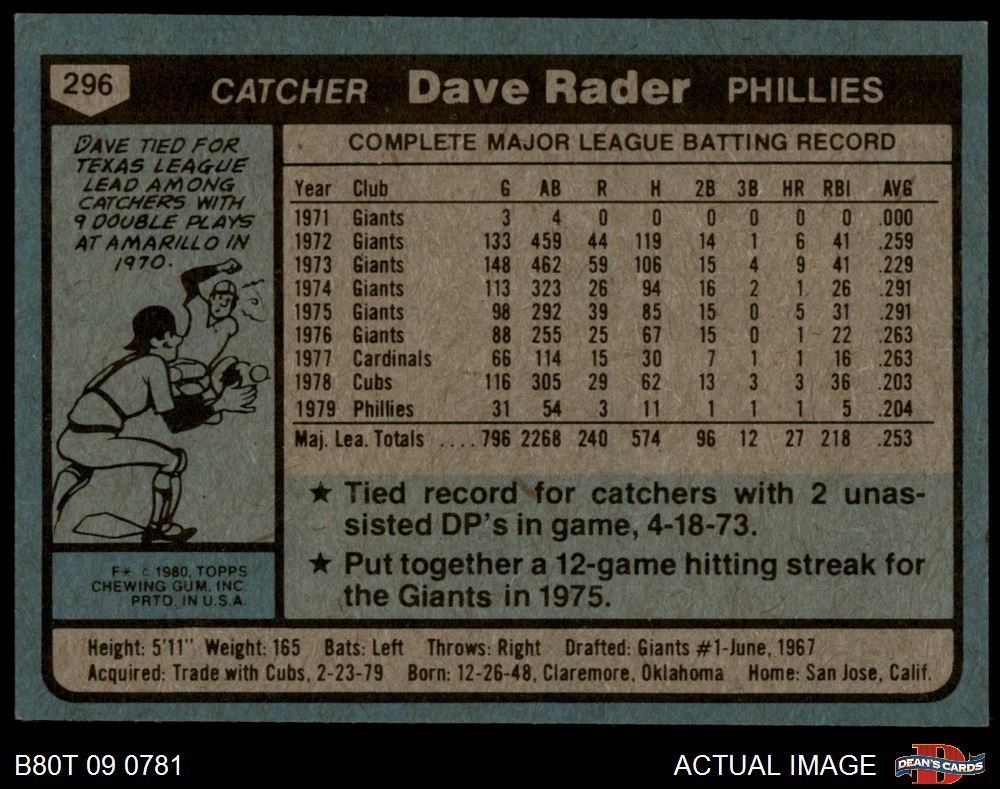 296
CATCHER Dave Rader PHILLIES
DAVE TIED FOR
TEXAS LEAGUE
LEAD AMONG
CATCHERS WITH
9 DOUBLE PLAYS
AT AMARILLO IN
1970.
COMPLETE MAJOR LEAGUE BATTING RECORD
Year Club G AB R H 2B 3B HR RBI AVG
1971 Giants 3 4 0 0 0 0 0 0 .000
1972 Giants 133 459 44 119 14 1 6 41 .259
1973 Giants 148 462 59 106 15 4 9 41 .229
1974 Giants 113 323 26 94 16 2 1 26 .291
1975 Giants 98 292 39 85 15 0 5 31 .291
1976 Giants 88 255 25 67 15 0 1 22 .263
1977 Cardinals 66 114 15 30 7 1 1 16 .263
1978 Cubs 116 305 29 62 13 3 3 36 .203
1979 Phillies 31 54 3 11 1 1 1 5 .204
Maj. Lea. Totals .... 796 2268 240 574 96 12 27 218 .253
★ Tied record for catchers with 2 unas-
sisted DP's in game, 4-18-73.
★ Put together a 12-game hitting streak for
the Giants in 1975.
F* © 1980, TOPPS
CHEWING GUM, INC.
PRTD. IN U.S.A.
Height: 5'11" Weight: 165 Bats: Left Throws: Right Drafted: Giants #1-June, 1967
Acquired: Trade with Cubs, 2-23-79 Born: 12-26-48, Claremore, Oklahoma Home: San Jose, Calif.
B80T 09 0781
ACTUAL IMAGE
DEAN'S CARDS